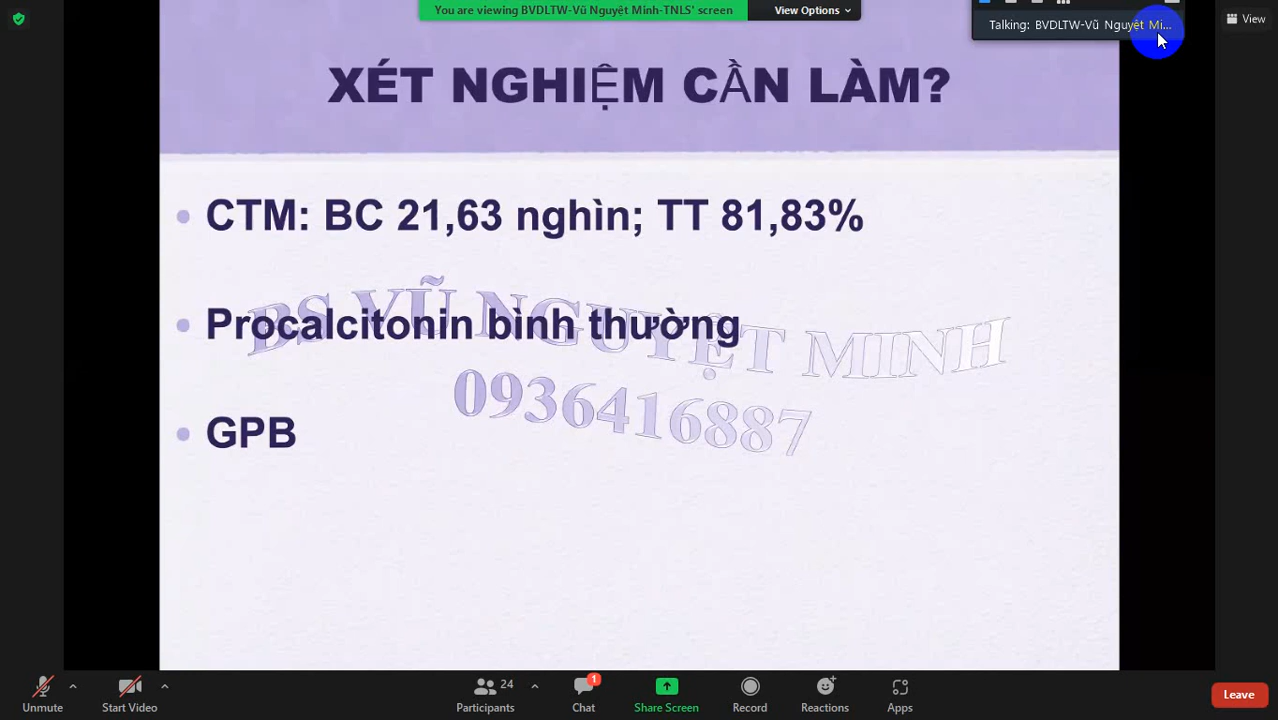 You are viewing BVDLTW-Vũ Nguyệt Minh-TNLS' screen
View Options
Talking: BVDLTW-Vũ Nguyệt Mi...
View
XÉT NGHIỆM CẦN LÀM?
CTM: BC 21,63 nghìn; TT 81,83%
BS VŨ NGUYỆT MINH
Procalcitonin bình thường
0936416887
GPB
Unmute
Start Video
24
Participants
1
Chat
Share Screen
Record
Reactions
Apps
Leave